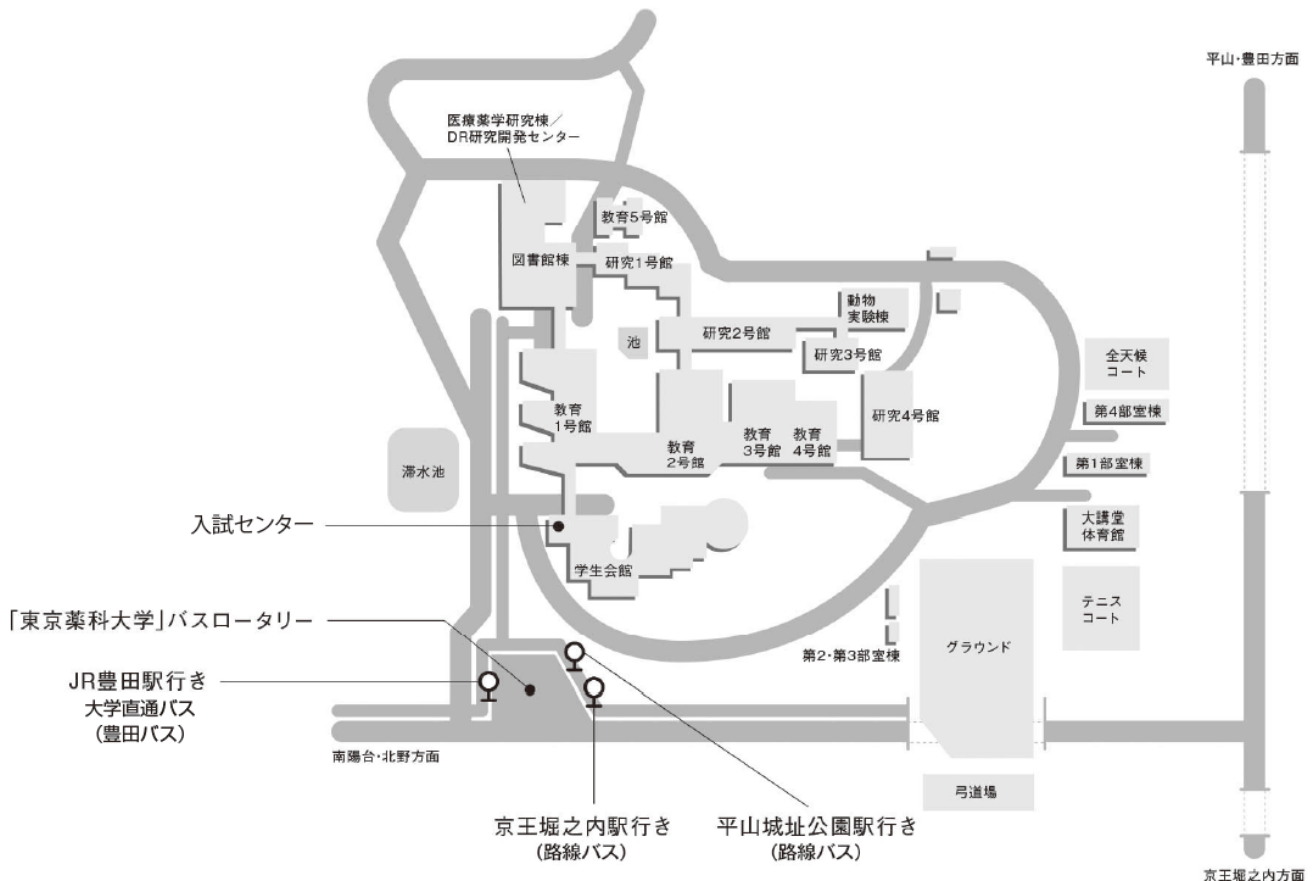 平山・豊田方面
医療薬学研究棟／
DR研究開発センター
教育5号館
図書館棟
研究1号館
動物
実験棟
池
研究2号館
研究3号館
全天候
コート
第4部室棟
教育
1号館
教育
2号館
教育
3号館
教育
4号館
研究4号館
滞水池
第1部室棟
入試センター
大講堂
体育館
学生会館
「東京薬科大学」バスロータリー
テニス
コート
グラウンド
第2・第3部室棟
JR豊田駅行き
大学直通バス
(豊田バス)
南陽台・北野方面
弓道場
京王堀之内駅行き
(路線バス)
平山城址公園駅行き
(路線バス)
京王堀之内方面